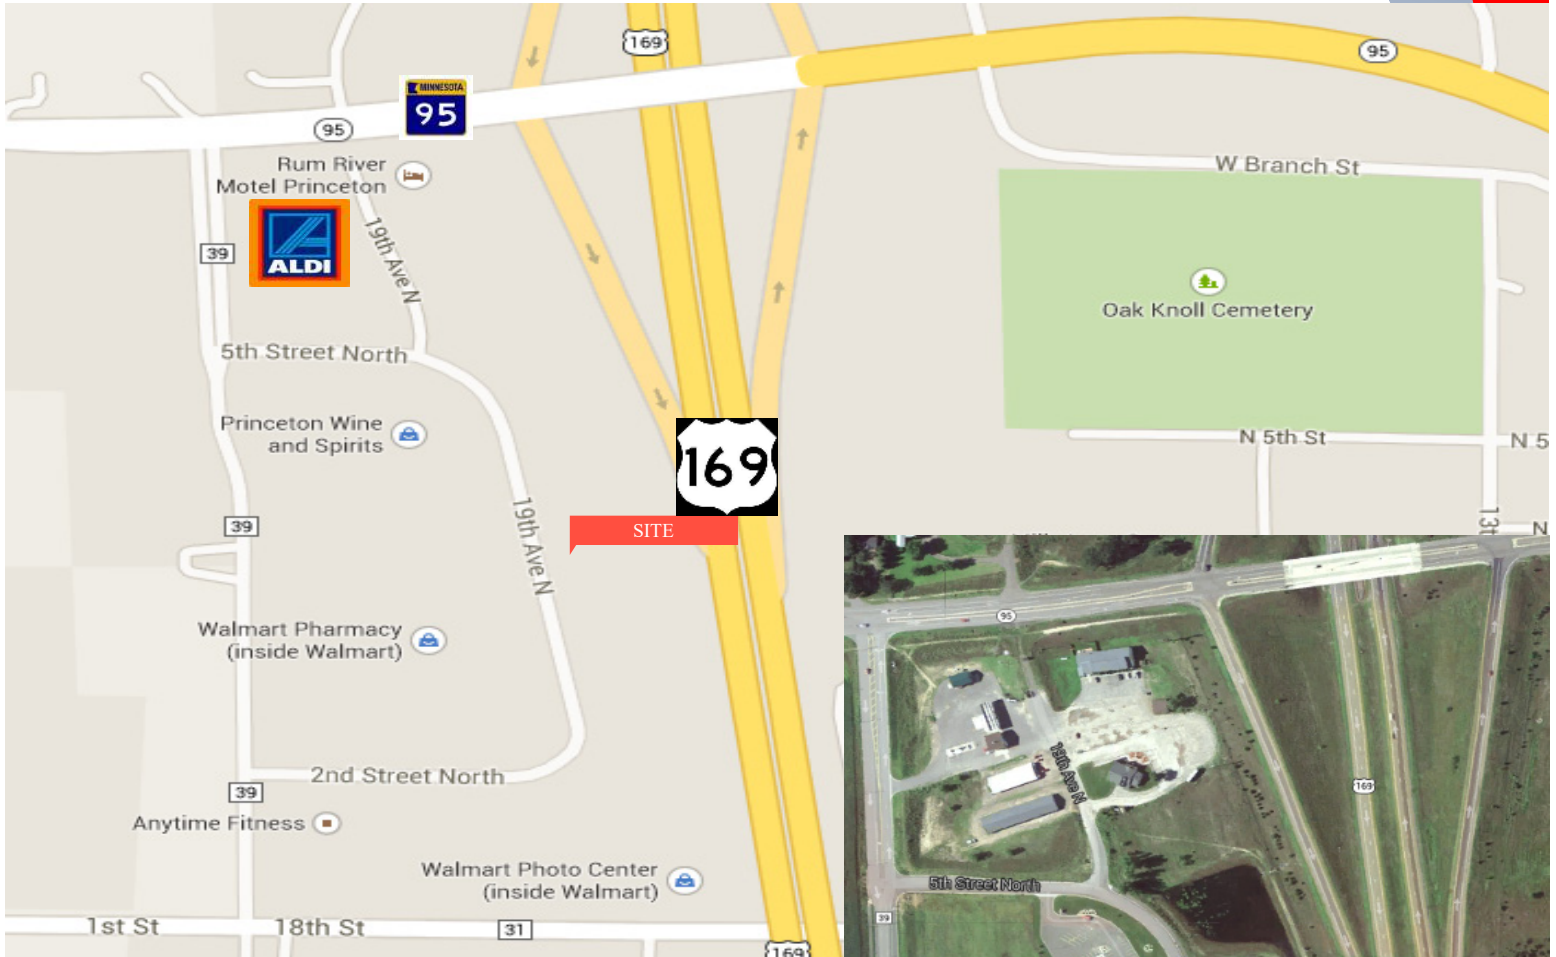 169
95
MINNESOTA
95
95
Rum River
Motel Princeton
W Branch St
39
ALDI
19th Ave N
Oak Knoll Cemetery
5th Street North
Princeton Wine
and Spirits
N 5th St
N 5
169
39
19th Ave N
SITE
13t
N
Walmart Pharmacy
(inside Walmart)
95
19th Ave N
169
2nd Street North
39
Anytime Fitness
Walmart Photo Center
(inside Walmart)
5th Street North
39
1st St
18th St
31
169